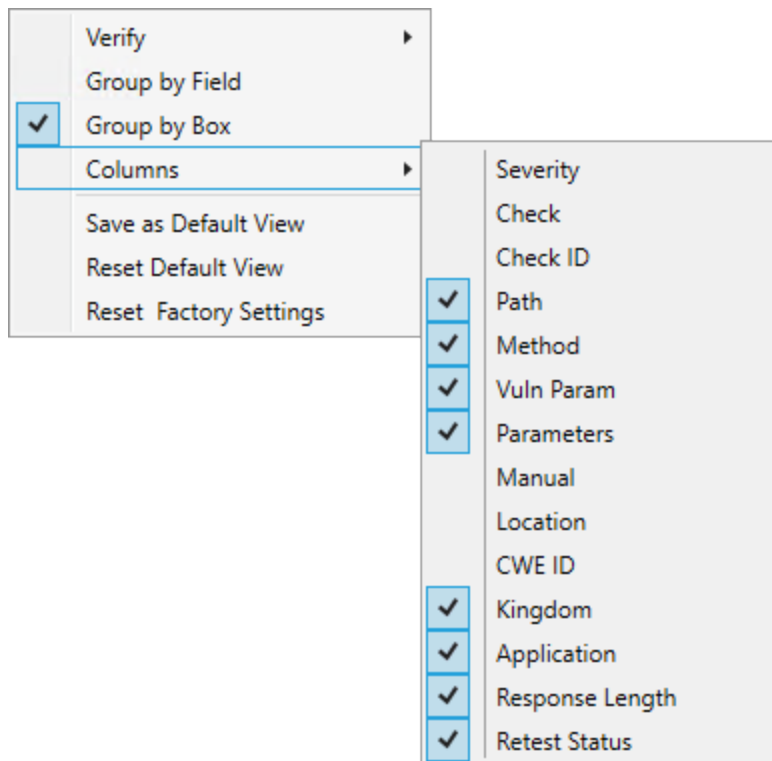 Verify
Group by Field
Group by Box
Columns
Save as Default View
Reset Default View
Reset  Factory Settings
Severity
Check
Check ID
Path
Method
Vuln Param
Parameters
Manual
Location
CWE ID
Kingdom
Application
Response Length
Retest Status